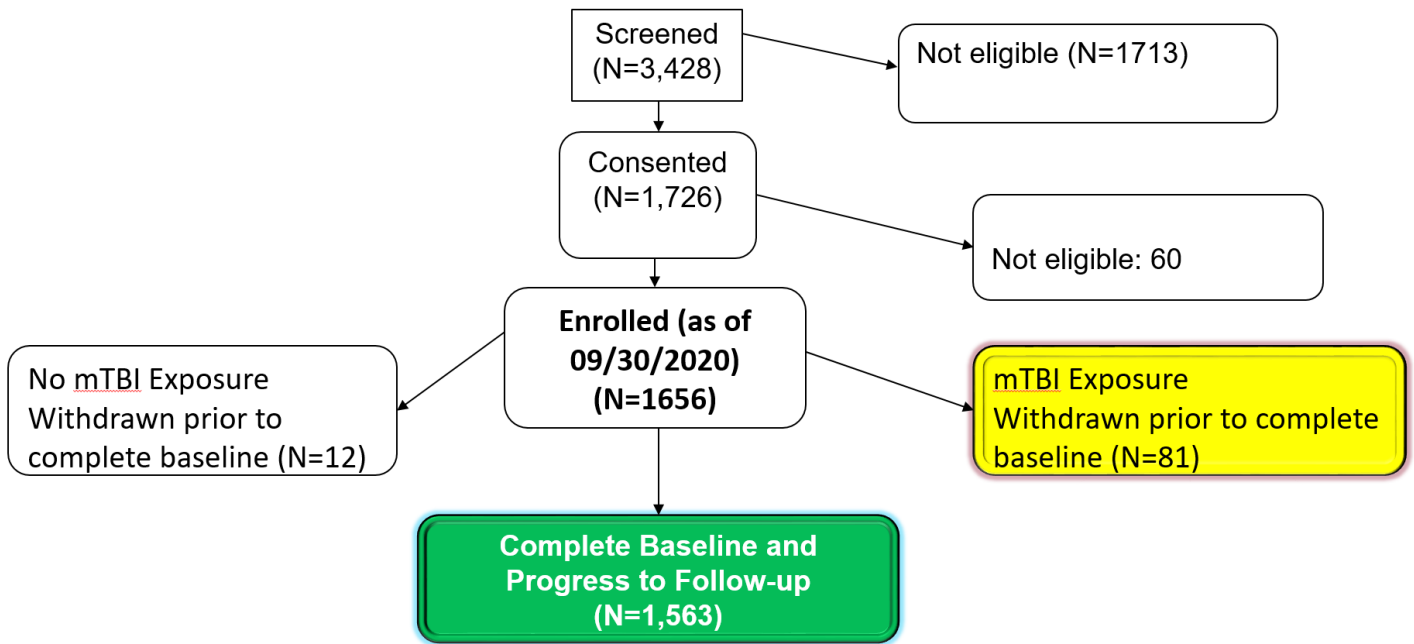 Screened
(N=3,428)
Not eligible (N=1713)
Consented
(N=1,726)
Not eligible: 60
Enrolled (as of
09/30/2020)
(N=1656)
No mTBI Exposure
Withdrawn prior to
complete baseline (N=12)
mTBI Exposure
Withdrawn prior to complete
baseline (N=81)
Complete Baseline and
Progress to Follow-up
(N=1,563)